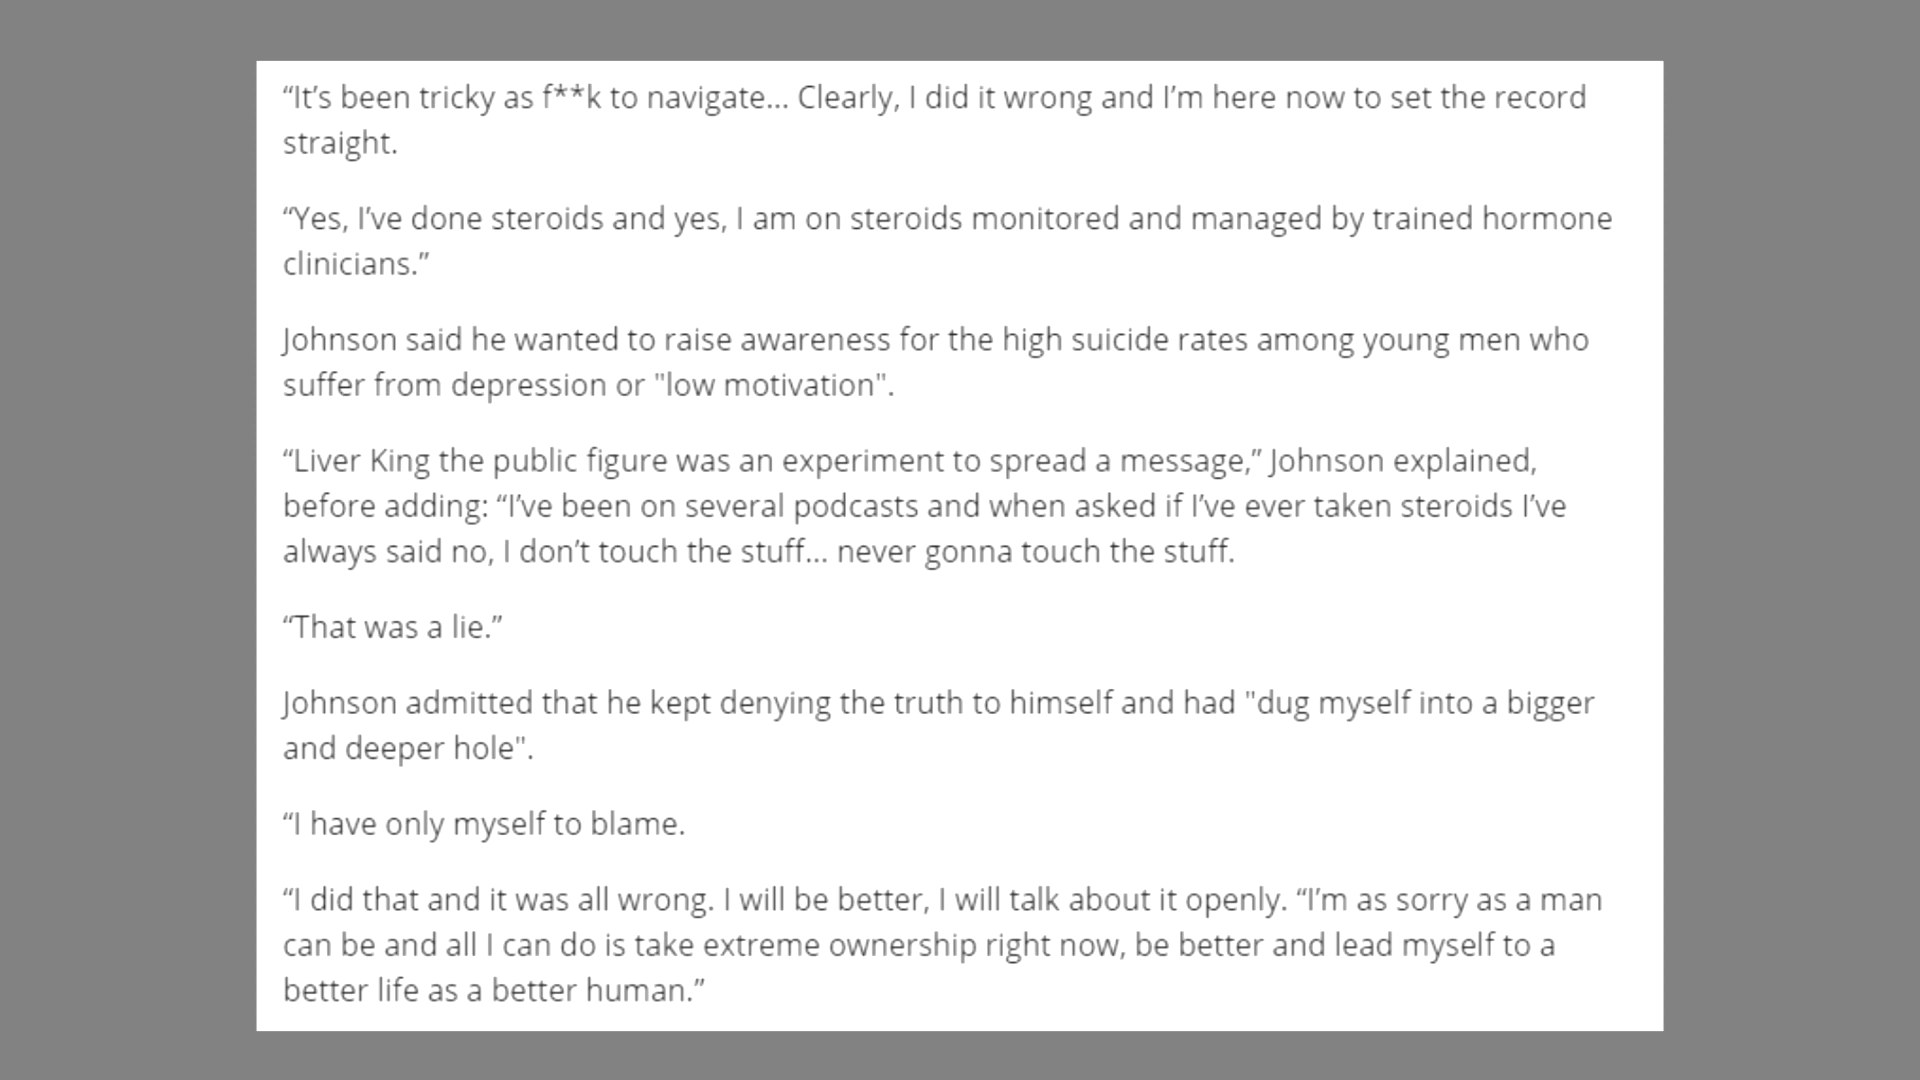 “It’s been tricky as f**k to navigate... Clearly, I did it wrong and I’m here now to set the record
straight.
“Yes, I’ve done steroids and yes, I am on steroids monitored and managed by trained hormone
clinicians.”
Johnson said he wanted to raise awareness for the high suicide rates among young men who
suffer from depression or "low motivation".
“Liver King the public figure was an experiment to spread a message,” Johnson explained,
before adding: “I’ve been on several podcasts and when asked if I’ve ever taken steroids I’ve
always said no, I don’t touch the stuff... never gonna touch the stuff.
“That was a lie.”
Johnson admitted that he kept denying the truth to himself and had "dug myself into a bigger
and deeper hole".
“I have only myself to blame.
“I did that and it was all wrong. I will be better, I will talk about it openly. “I’m as sorry as a man
can be and all I can do is take extreme ownership right now, be better and lead myself to a
better life as a better human.”